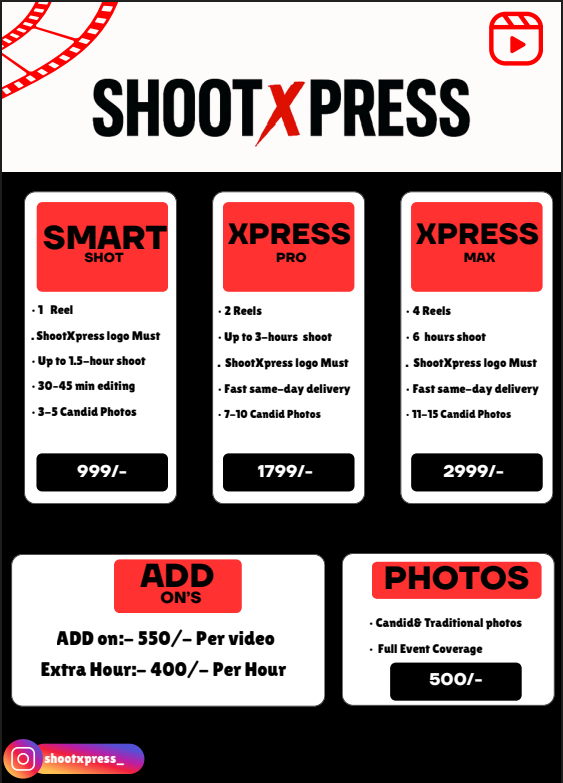 SHOOTXPRESS
SMART
SHOT
· 1 Reel
. ShootXpress logo Must
· Up to 1.5-hour shoot
· 30-45 min editing
· 3-5 Candid Photos
999/-
XPRESS
PRO
· 2 Reels
· Up to 3-hours shoot
. ShootXpress logo Must
· Fast same-day delivery
· 7-10 Candid Photos
1799/-
XPRESS
MAX
· 4 Reels
· 6 hours shoot
. ShootXpress logo Must
· Fast same-day delivery
· 11-15 Candid Photos
2999/-
ADD
ON'S
ADD on:- 550/- Per video
Extra Hour:- 400/- Per Hour
PHOTOS
· Candid& Traditional photos
· Full Event Coverage
500/-
shootxpress_